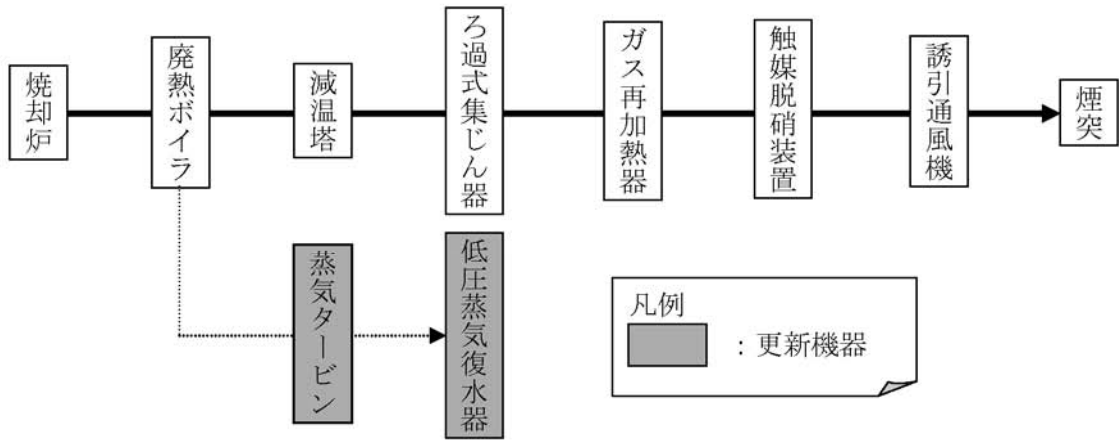 焼却炉
廃熱ボイラ
減温塔
ろ過式集じん器
ガス再加熱器
触媒脱硝装置
誘引通風機
煙突
蒸気タービン
低圧蒸気復水器
凡例
：更新機器